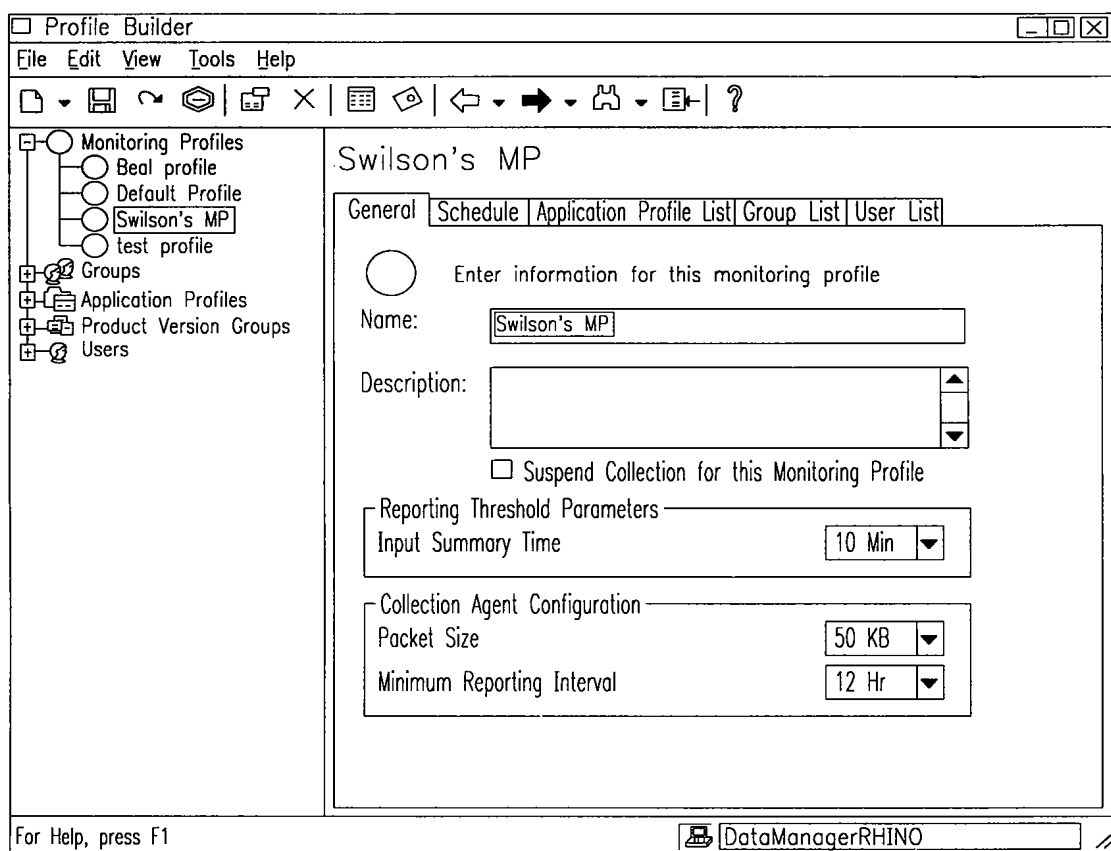 Profile Builder
File Edit View Tools Help
?
Monitoring Profiles
Beal profile
Default Profile
Swilson's MP
test profile
Groups
Application Profiles
Product Version Groups
Users
Swilson's MP
General Schedule Application Profile List Group List User List
Enter information for this monitoring profile
Name: Swilson's MP
Description:
Suspend Collection for this Monitoring Profile
Reporting Threshold Parameters
Input Summary Time 10 Min
Collection Agent Configuration
Packet Size 50 KB
Minimum Reporting Interval 12 Hr
For Help, press F1 DataManagerRHINO